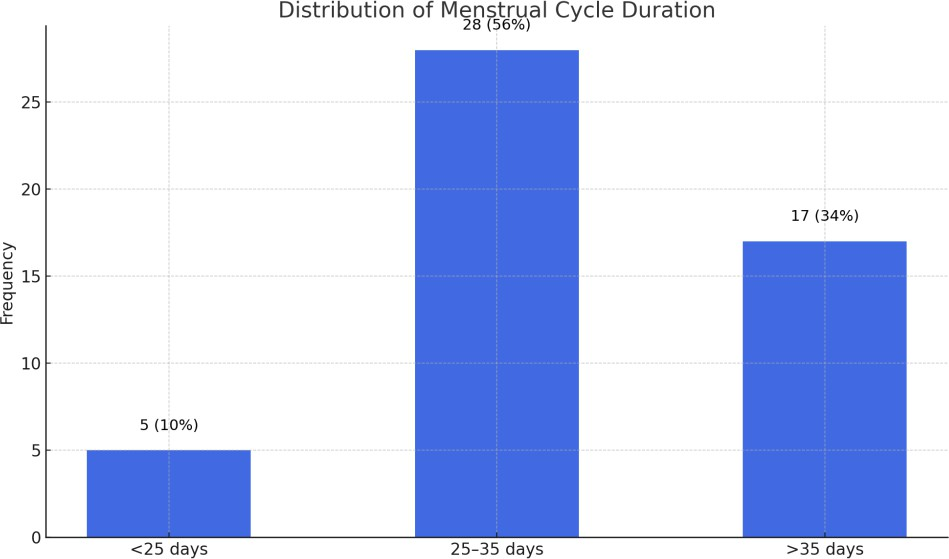 Distribution of Menstrual Cycle Duration
28 (56%)
25
20
17 (34%)
15
Frequency
10
5 (10%)
5
0
<25 days
25–35 days
>35 days